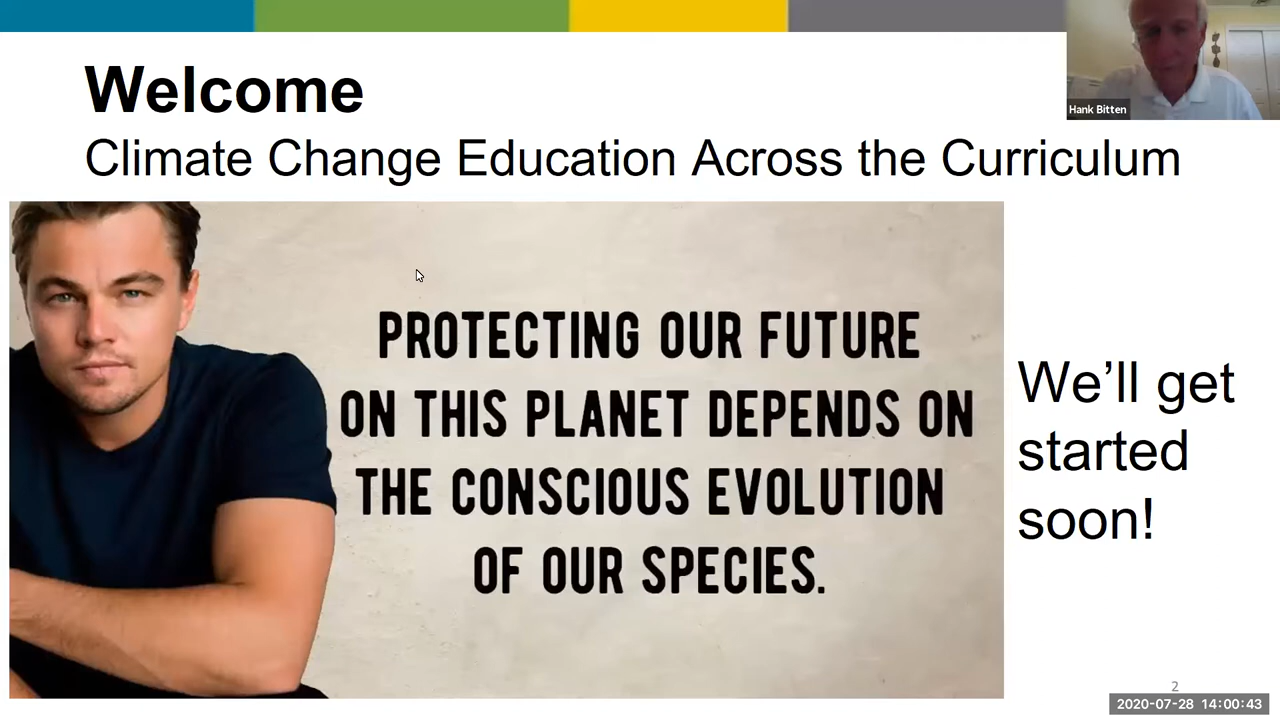 Welcome
Hank Bitten
Climate Change Education Across the Curriculum
PROTECTING OUR FUTURE
ON THIS PLANET DEPENDS ON
THE CONSCIOUS EVOLUTION
OF OUR SPECIES.
We’ll get
started
soon!
2
2020-07-28 14:00:43